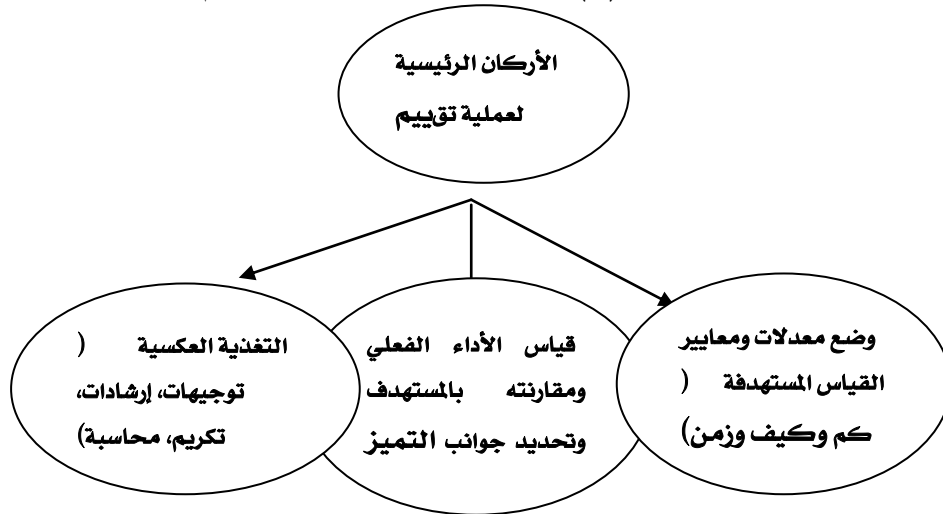 الأركان الرئيسية
لعملية تقييم
وضع معدلات ومعايير
القياس المستهدفة (
كم وكيف وزمن)
قياس الأداء الفعلي
ومقارنته بالمستهدف
وتحديد جوانب التميز
التغذية العكسية (
توجيهات، إرشادات،
تكريم، محاسبة)